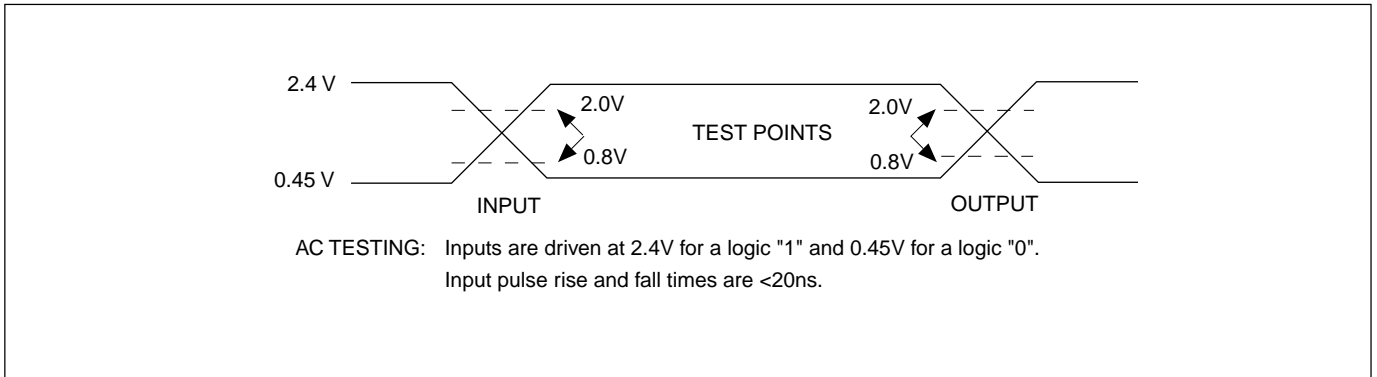 2.4 V
2.0V
2.0V
TEST POINTS
0.8V
0.8V
0.45 V
INPUT
OUTPUT
AC TESTING: Inputs are driven at 2.4V for a logic "1" and 0.45V for a logic "0".
Input pulse rise and fall times are <20ns.